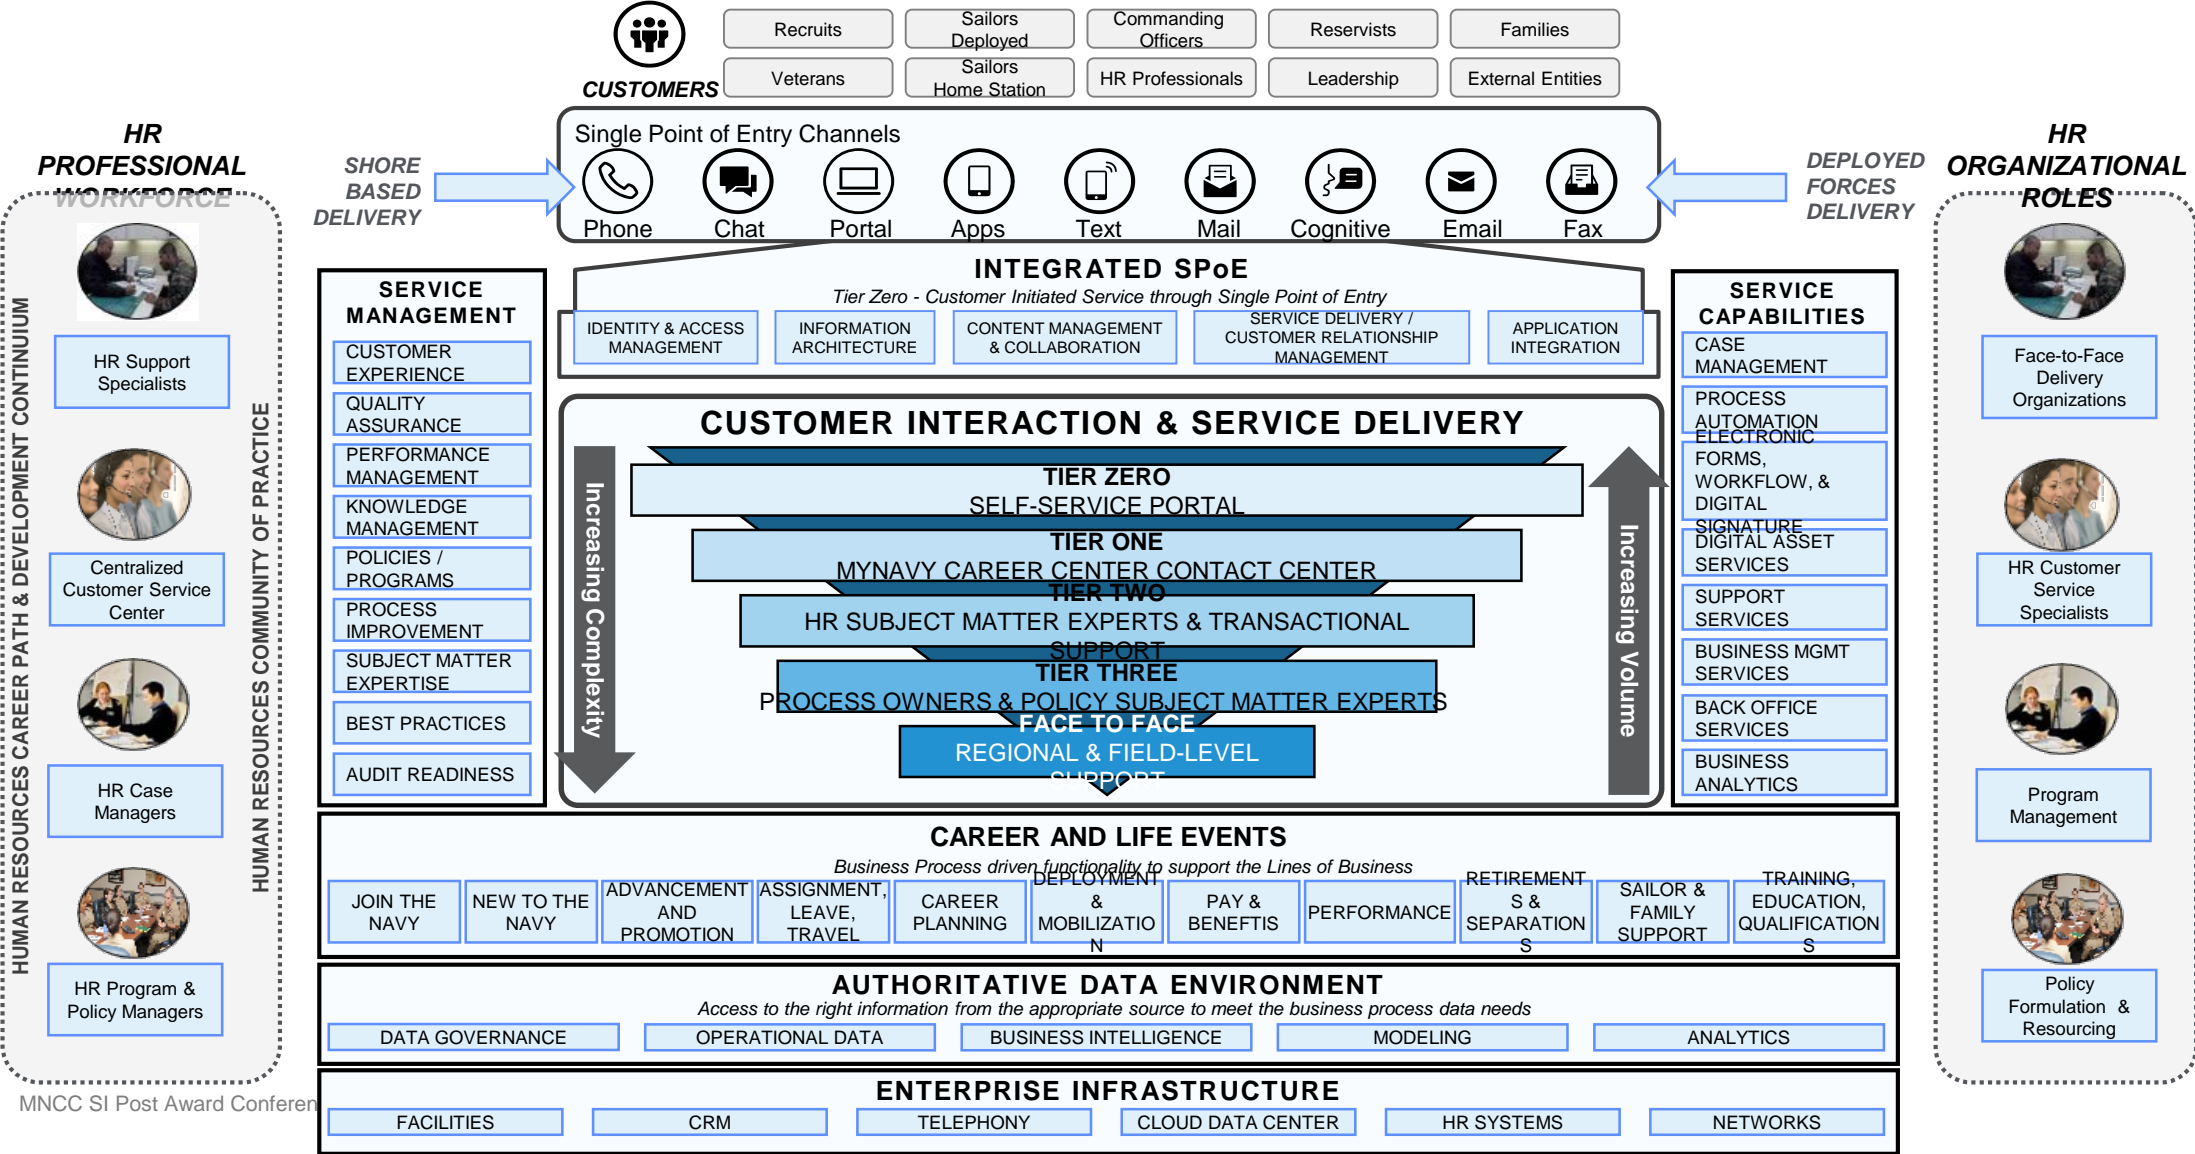 CUSTOMERS
Recruits
Sailors
Deployed
Commanding
Officers
Reservists
Families
Veterans
Sailors
Home Station
HR Professionals
Leadership
External Entities
HR
PROFESSIONAL
WORKFORCE
SHORE
BASED
DELIVERY
Single Point of Entry Channels
Phone
Chat
Portal
Apps
Text
Mail
Cognitive
Email
Fax
DEPLOYED
FORCES
DELIVERY
HR
ORGANIZATIONAL
ROLES
HUMAN RESOURCES CAREER PATH & DEVELOPMENT CONTINUUM
HR Support
Specialists
Centralized
Customer Service
Center
HR Case
Managers
HR Program &
Policy Managers
HUMAN RESOURCES COMMUNITY OF PRACTICE
SERVICE
MANAGEMENT
CUSTOMER
EXPERIENCE
QUALITY
ASSURANCE
PERFORMANCE
MANAGEMENT
KNOWLEDGE
MANAGEMENT
POLICIES /
PROGRAMS
PROCESS
IMPROVEMENT
SUBJECT MATTER
EXPERTISE
BEST PRACTICES
AUDIT READINESS
INTEGRATED SPoE
Tier Zero - Customer Initiated Service through Single Point of Entry
IDENTITY & ACCESS
MANAGEMENT
INFORMATION
ARCHITECTURE
CONTENT MANAGEMENT
& COLLABORATION
SERVICE DELIVERY /
CUSTOMER RELATIONSHIP
MANAGEMENT
APPLICATION
INTEGRATION
CUSTOMER INTERACTION & SERVICE DELIVERY
Increasing Complexity
TIER ZERO
SELF-SERVICE PORTAL
TIER ONE
MYNAVY CAREER CENTER CONTACT CENTER
TIER TWO
HR SUBJECT MATTER EXPERTS & TRANSACTIONAL
SUPPORT
TIER THREE
PROCESS OWNERS & POLICY SUBJECT MATTER EXPERTS
FACE TO FACE
REGIONAL & FIELD-LEVEL
SUPPORT
Increasing Volume
SERVICE
CAPABILITIES
CASE
MANAGEMENT
PROCESS
AUTOMATION
ELECTRONIC
FORMS,
WORKFLOW, &
DIGITAL
SIGNATURE
DIGITAL ASSET
SERVICES
SUPPORT
SERVICES
BUSINESS MGMT
SERVICES
BACK OFFICE
SERVICES
BUSINESS
ANALYTICS
Face-to-Face
Delivery
Organizations
HR Customer
Service
Specialists
Program
Management
Policy
Formulation &
Resourcing
CAREER AND LIFE EVENTS
Business Process driven functionality to support the Lines of Business
JOIN THE
NAVY
NEW TO THE
NAVY
ADVANCEMENT
AND
PROMOTION
ASSIGNMENT,
LEAVE,
TRAVEL
CAREER
PLANNING
DEPLOYMENT
&
MOBILIZATIO
N
PAY &
BENEFTIS
PERFORMANCE
RETIREMENT
S &
SEPARATION
S
SAILOR &
FAMILY
SUPPORT
TRAINING,
EDUCATION,
QUALIFICATION
S
AUTHORITATIVE DATA ENVIRONMENT
Access to the right information from the appropriate source to meet the business process data needs
DATA GOVERNANCE
OPERATIONAL DATA
BUSINESS INTELLIGENCE
MODELING
ANALYTICS
ENTERPRISE INFRASTRUCTURE
FACILITIES
CRM
TELEPHONY
CLOUD DATA CENTER
HR SYSTEMS
NETWORKS
MNCC SI Post Award Conferen